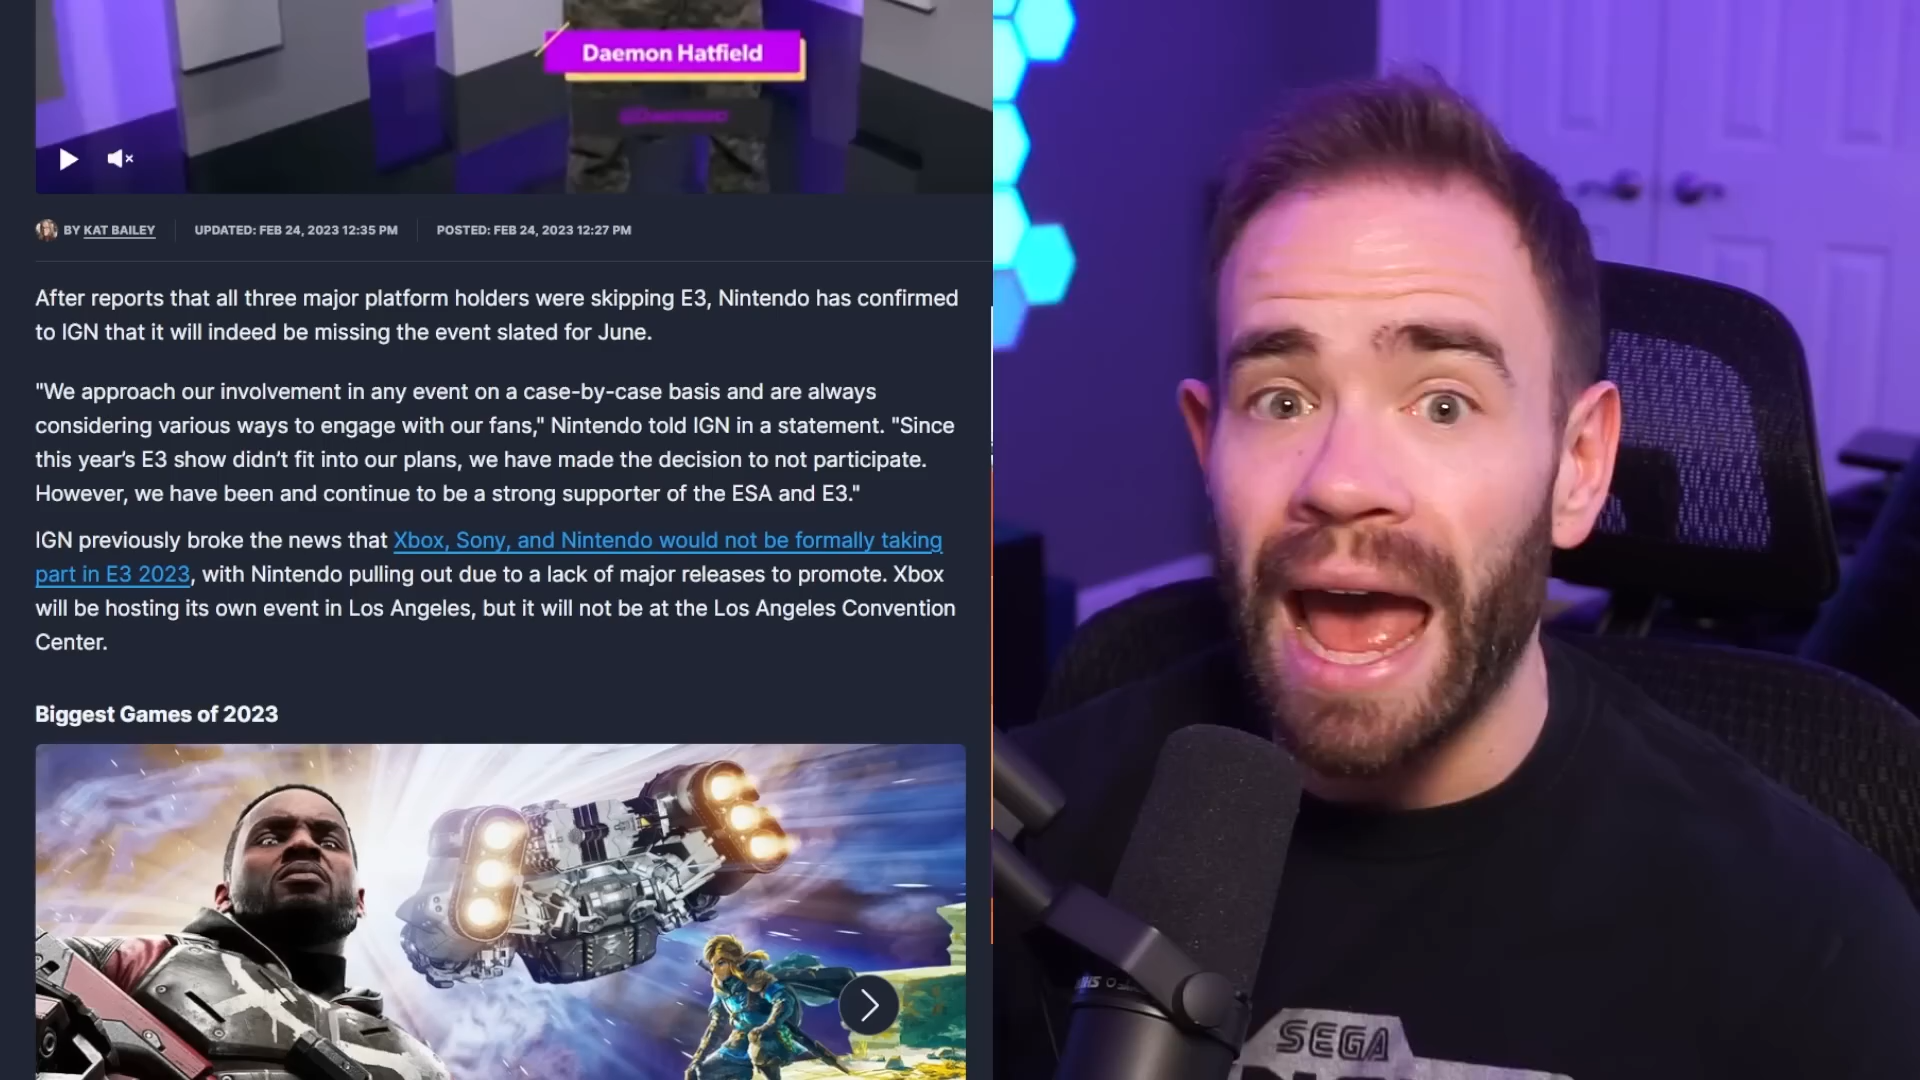 Daemon Hatfield
BY KAT BAILEY
UPDATED: FEB 24, 2023 12:35 PM
POSTED: FEB 24, 2023 12:27 PM
After reports that all three major platform holders were skipping E3, Nintendo has confirmed
to IGN that it will indeed be missing the event slated for June.
"We approach our involvement in any event on a case-by-case basis and are always
considering various ways to engage with our fans," Nintendo told IGN in a statement. "Since
this year’s E3 show didn’t fit into our plans, we have made the decision to not participate.
However, we have been and continue to be a strong supporter of the ESA and E3."
IGN previously broke the news that Xbox, Sony, and Nintendo would not be formally taking
part in E3 2023, with Nintendo pulling out due to a lack of major releases to promote. Xbox
will be hosting its own event in Los Angeles, but it will not be at the Los Angeles Convention
Center.
Biggest Games of 2023
SEGA